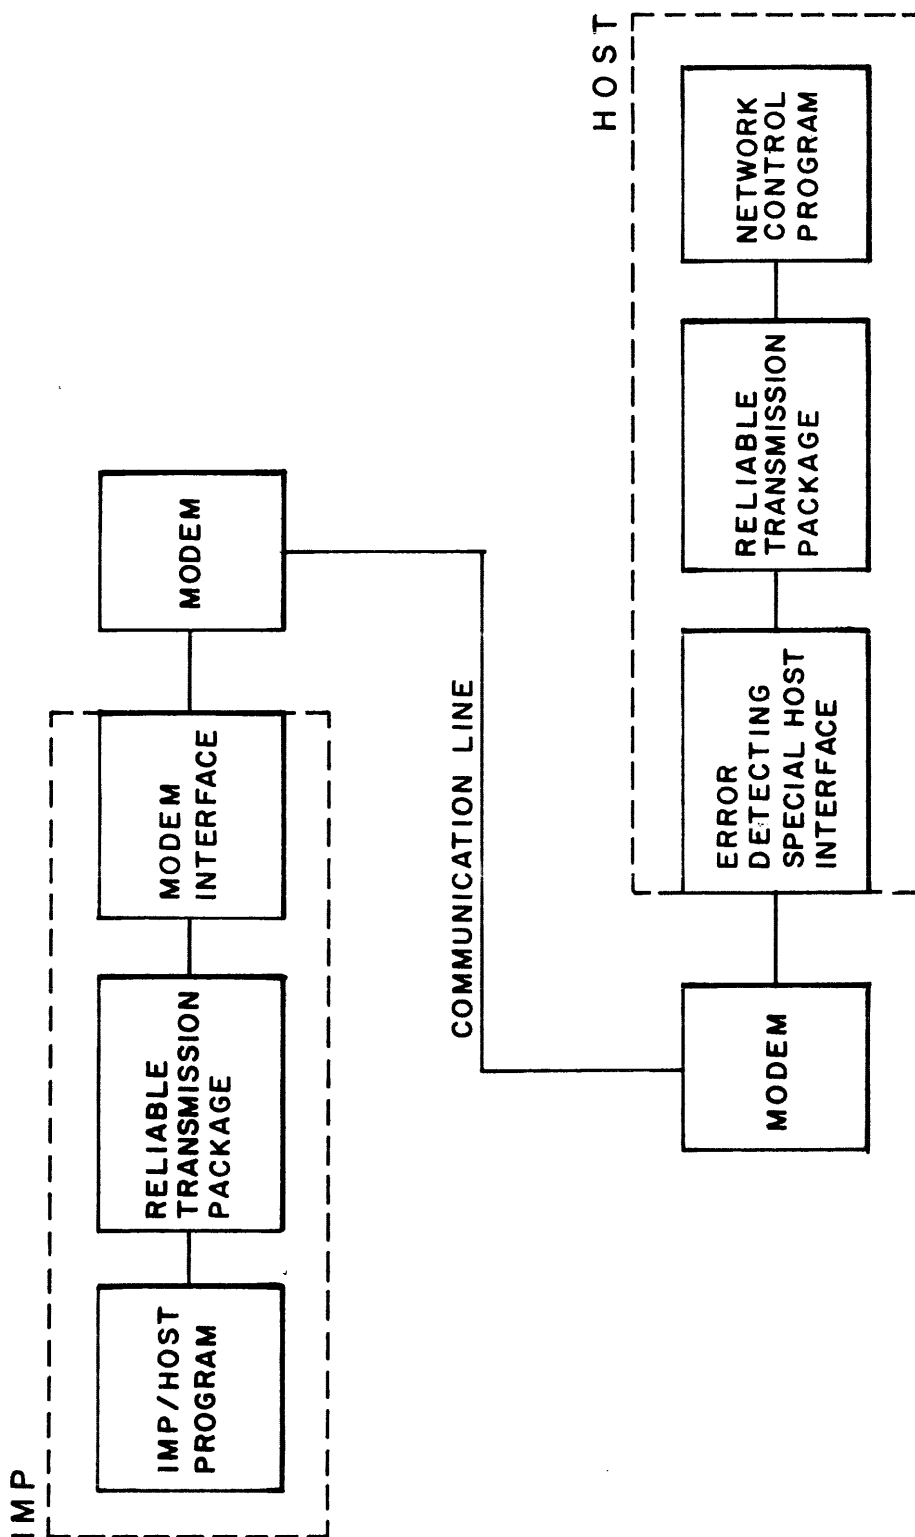 IMP
IMP/HOST
PROGRAM
RELIABLE
TRANSMISSION
PACKAGE
MODEM
INTERFACE
MODEM
COMMUNICATION LINE
MODEM
ERROR
DETECTING
SPECIAL HOST
INTERFACE
RELIABLE
TRANSMISSION
PACKAGE
NETWORK
CONTROL
PROGRAM
HOST